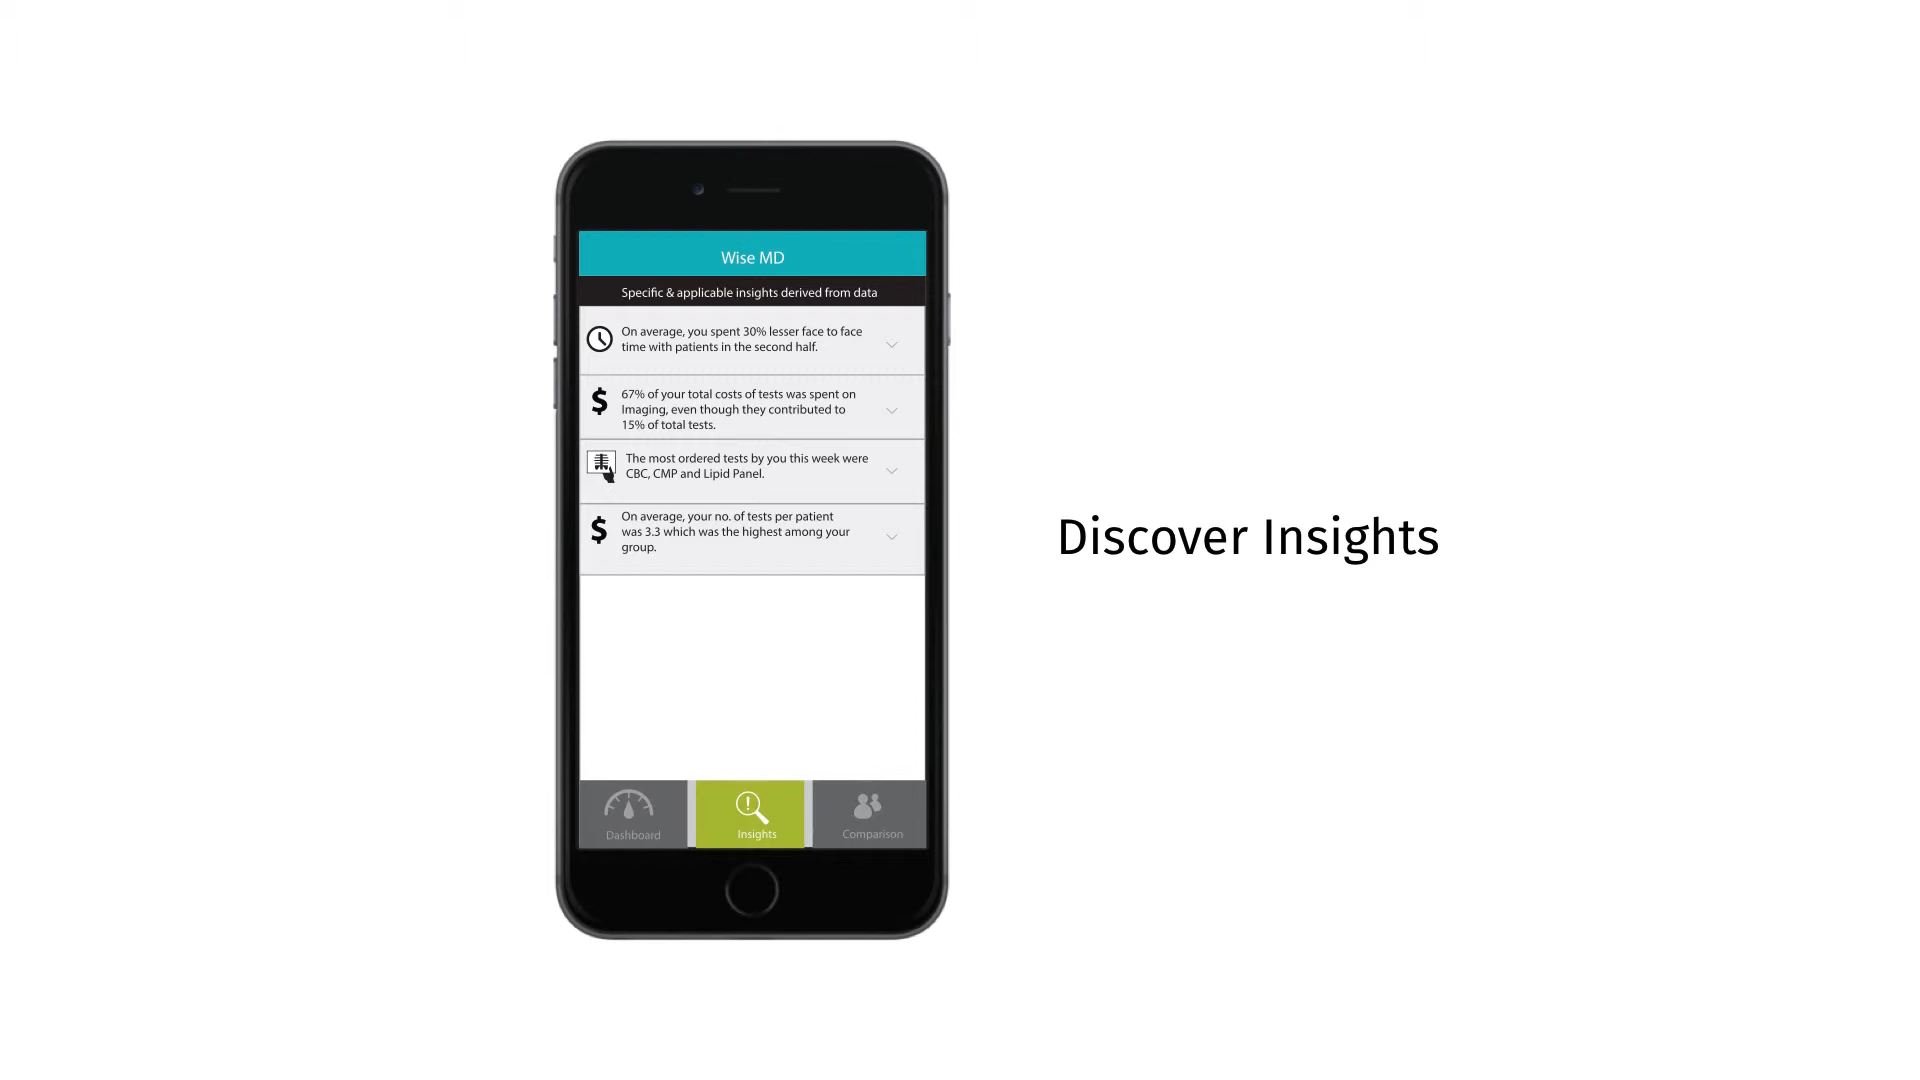 Wise MD
Specific & applicable insights derived from data
On average, you spent 30% lesser face to face
time with patients in the second half.
67% of your total costs of tests was spent on
Imaging, even though they contributed to
15% of total tests.
The most ordered tests by you this week were
CBC, CMP and Lipid Panel.
On average, your no. of tests per patient
was 3.3 which was the highest among your
group.
Dashboard
Insights
Comparison
Discover Insights